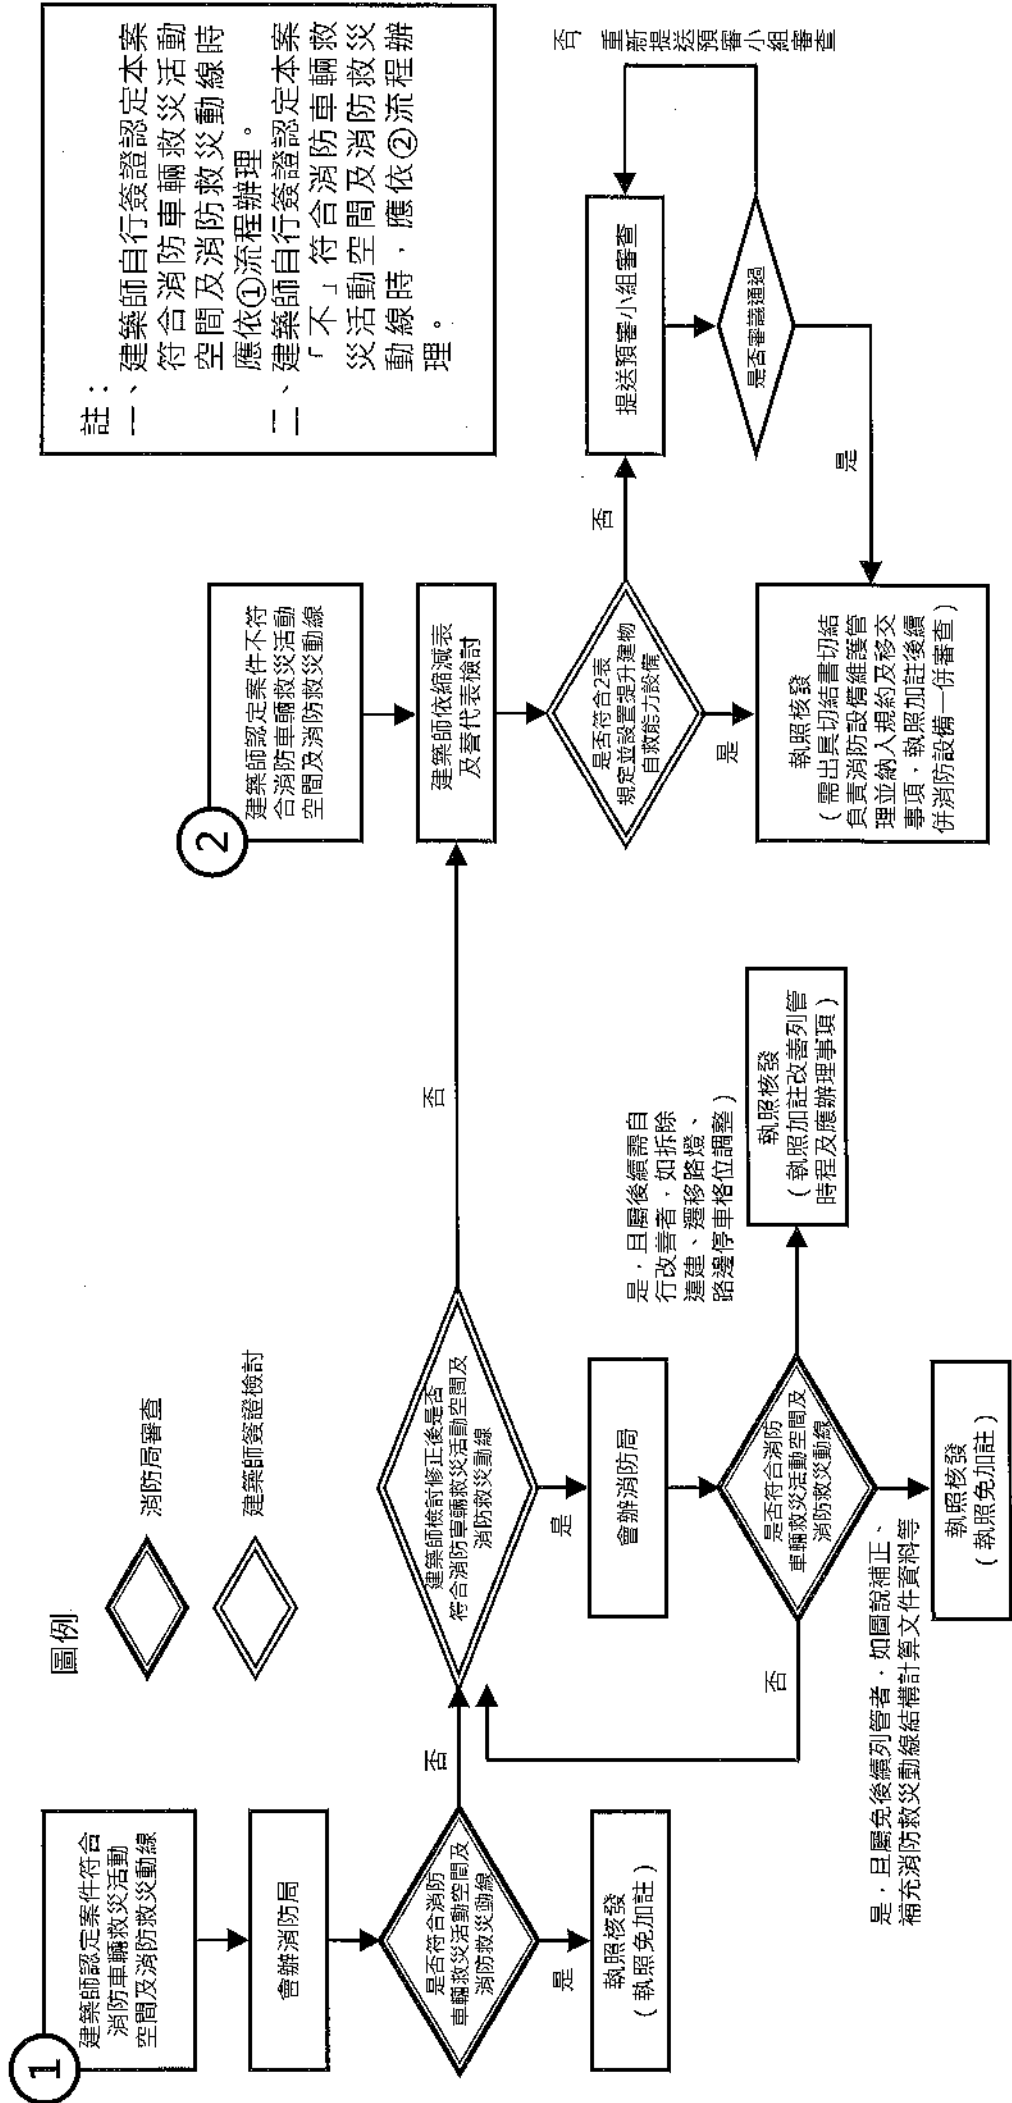 1
建築師認定案件符合
消防車輛救災活動
空間及消防救災動線
會辦消防局
是否符合消防
車輛救災活動空間及
消防救災動線
是
執照核發
（執照免加註）
否
圖例
消防局審查
建築師簽證檢討
建築師檢討修正後是否
符合消防車輛救災活動空間及
消防救災動線
是
會辦消防局
是否符合消防
車輛救災活動空間及
消防救災動線
否
是，且屬免後續列管者，如圖說補正、
補充消防救災動線結構計算文件資料等
執照核發
（執照免加註）
是，且屬後續需自
行改善者，如拆除
違建、遷移路燈、
路邊停車格位調整）
執照核發
（執照加註改善列管
時程及應辦理事項）
否
2
建築師認定案件不符
合消防車輛救災活動
空間及消防救災動線
建築師依縮減表
及替代表檢討
是否符合2表
規定並設置提升建物
自救能力設備
是
執照核發
（需出具切結書切結
負責消防設備維護管
理並納入規約及移交
事項，執照加註後續
併消防設備一併審查）
否
提送預審小組審查
是否審議通過
是
否
重新提送預審小組審查
註：
一、建築師自行簽證認定本案
符合消防車輛救災活動
空間及消防救災動線時
應依①流程辦理。
二、建築師自行簽證認定本案
「不」符合消防車輛救
災活動空間及消防救災
動線時，應依②流程辦
理。